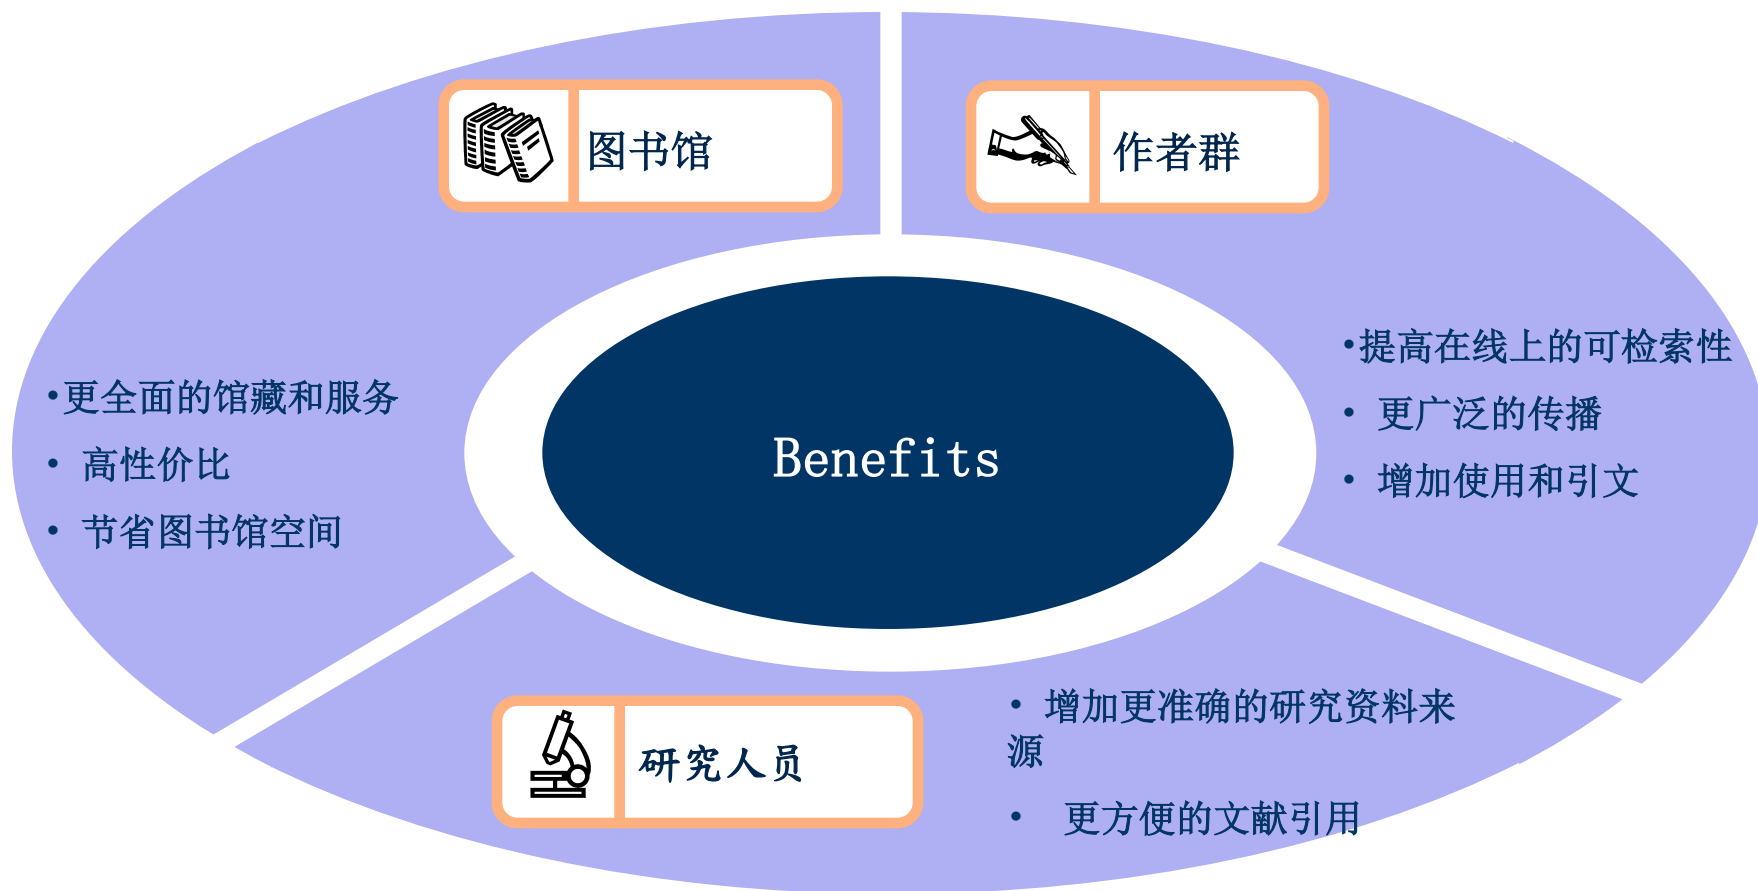 图书馆
作者群
•更全面的馆藏和服务
• 高性价比
• 节省图书馆空间
Benefits
•提高在线上的可检索性
• 更广泛的传播
• 增加使用和引文
研究人员
• 增加更准确的研究资料来
源
• 更方便的文献引用